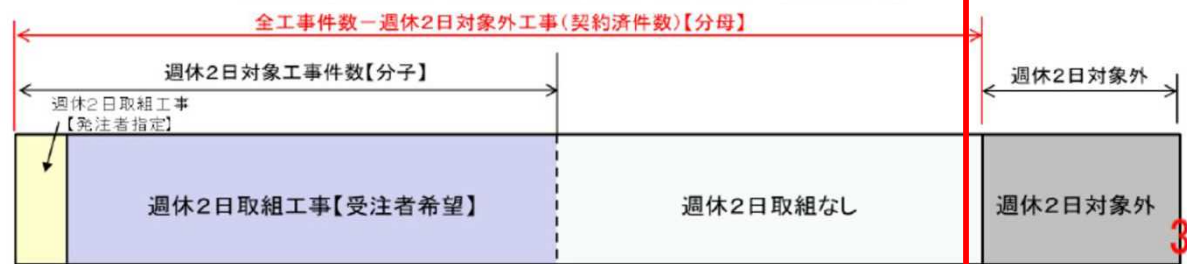 全工事件数－週休2日対象外工事(契約済件数)【分母】
週休2日対象工事件数【分子】
週休2日対象外
週休2日取組工事
【発注者指定】
週休2日取組工事【受注者希望】
週休2日取組なし
週休2日対象外
3